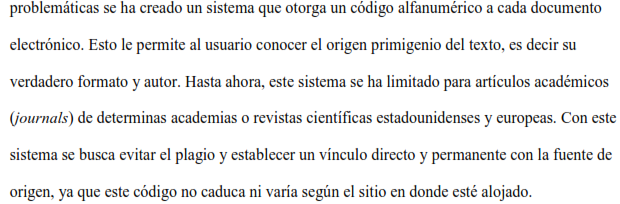 problemáticas se ha creado un sistema que otorga un código alfanumérico a cada documento
electrónico. Esto le permite al usuario conocer el origen primigenio del texto, es decir su
verdadero formato y autor. Hasta ahora, este sistema se ha limitado para artículos académicos
(journals) de determinas academias o revistas científicas estadounidenses y europeas. Con este
sistema se busca evitar el plagio y establecer un vínculo directo y permanente con la fuente de
origen, ya que este código no caduca ni varía según el sitio en donde esté alojado.